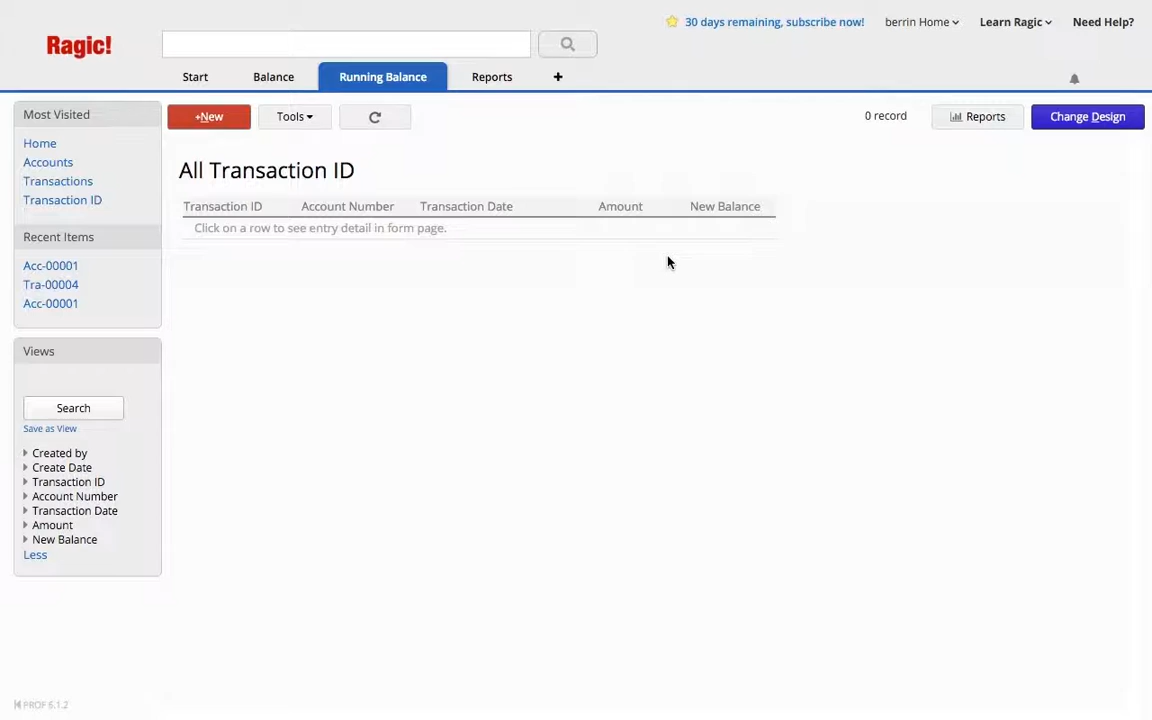 30 days remaining, subscribe now! berrin Home Learn Ragic Need Help?
Ragic!
Start Balance Running Balance Reports +
Most Visited
Home
Accounts
Transactions
Transaction ID
Recent Items
Acc-00001
Tra-00004
Acc-00001
Views
Search
Save as View
Created by
Create Date
Transaction ID
Account Number
Transaction Date
Amount
New Balance
Less
+New Tools 0 record Reports Change Design
All Transaction ID
Transaction ID Account Number Transaction Date Amount New Balance
Click on a row to see entry detail in form page.
PROF 6.1.2